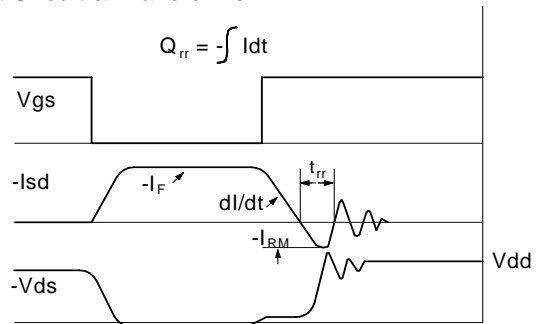 Q_rr = -∫ Idt
Vgs
t_rr
-Isd
-I_F
dI/dt
-I_RM
Vdd
-Vds